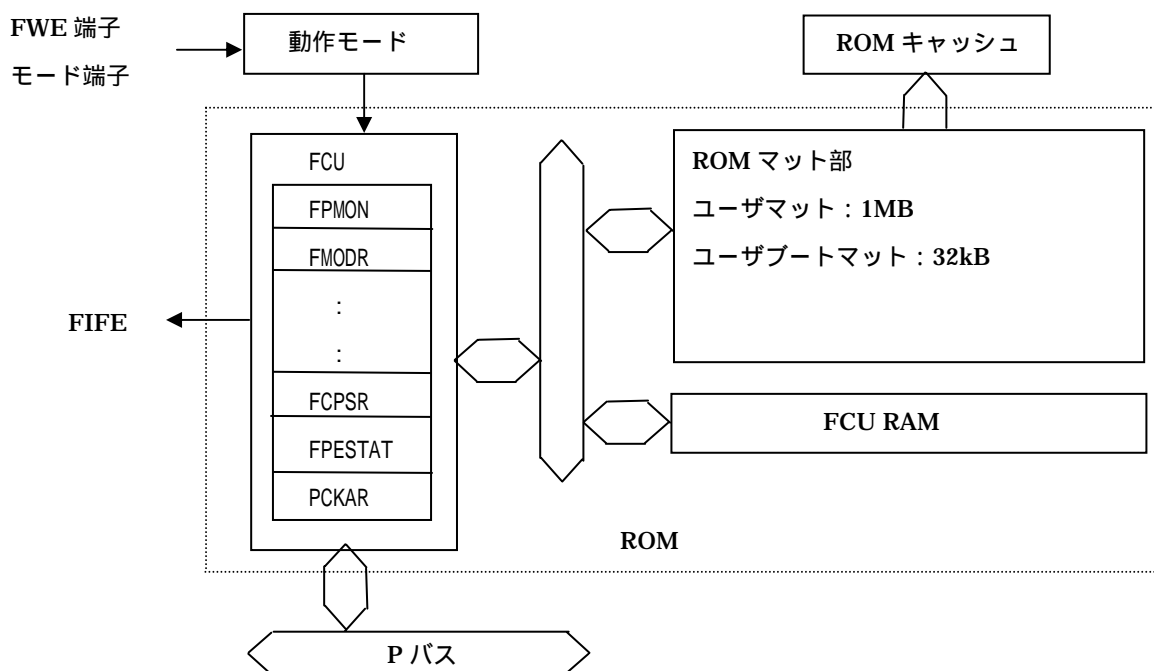 FWE 端子
モード端子
動作モード
ROM キャッシュ
FCU
FPMON
FMODR
:
:
FCPSR
FPESTAT
PCKAR
FIFE
ROM マット部
ユーザマット：1MB
ユーザブートマット：32kB
FCU RAM
ROM
P バス